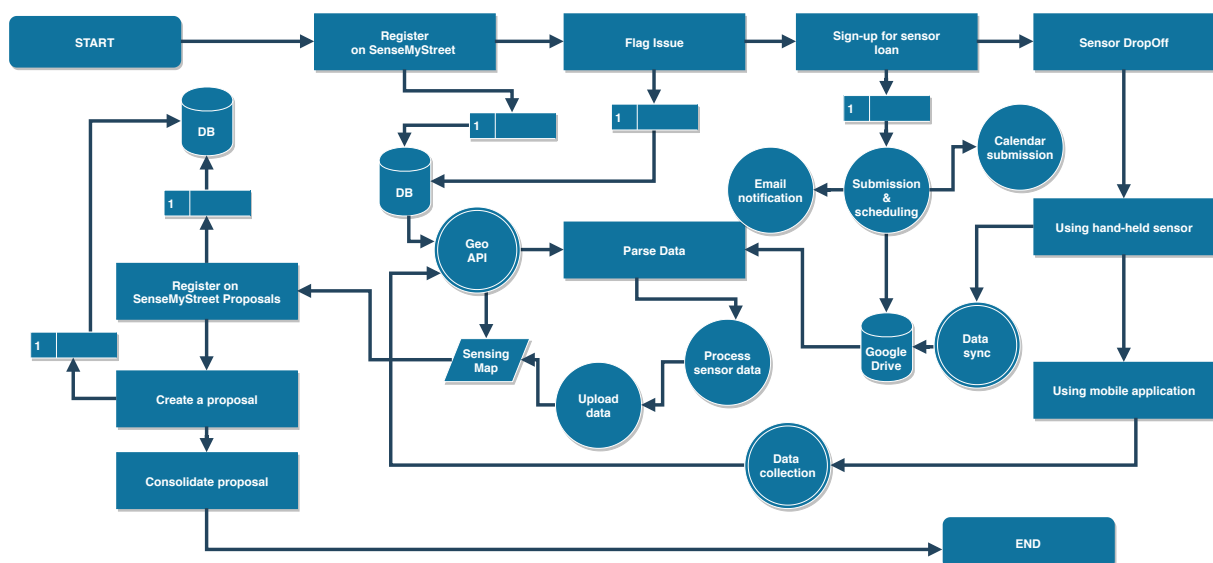 START
Register
on SenseMyStreet
Flag Issue
Sign-up for sensor
loan
Sensor DropOff
1
1
1
DB
1
DB
Email
notification
Submission
&
scheduling
Calendar
submission
Using hand-held sensor
Geo
API
Parse Data
Register on
SenseMyStreet Proposals
1
Sensing
Map
Process
sensor data
Google
Drive
Data
sync
Using mobile application
Create a proposal
Upload
data
Data
collection
Consolidate proposal
END